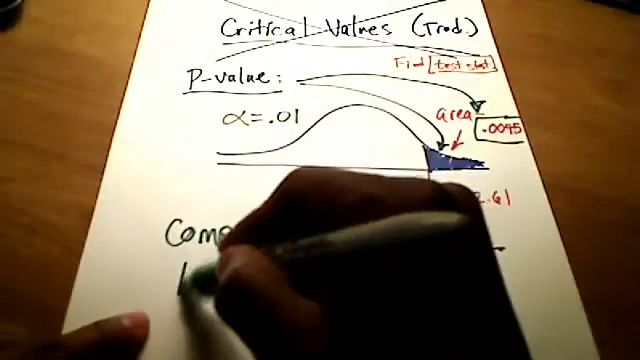 Critical Values (Trad.)
Find test stat
P-value:
α = .01
area
.0045
2.61
Comp